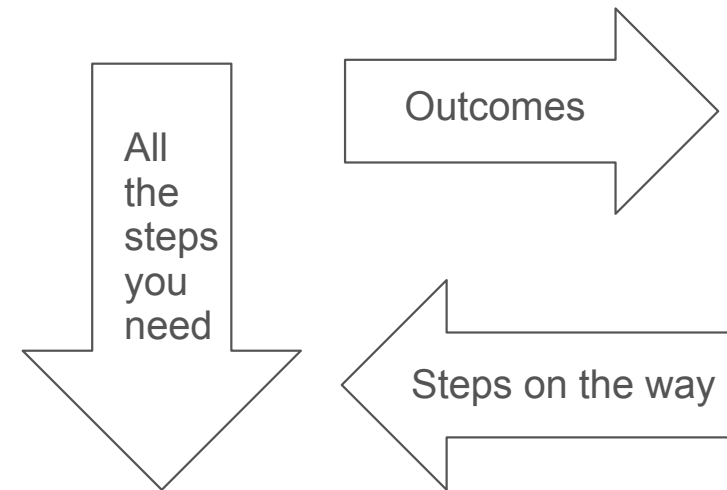 All
the
steps
you
need
Outcomes
Steps on the way